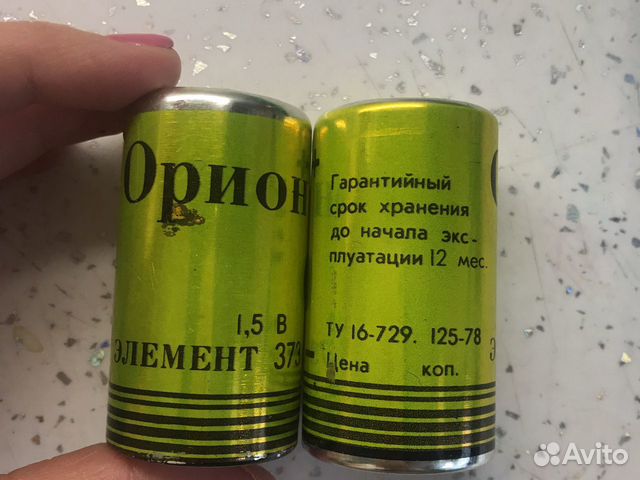 Орион
1,5 В
ЭЛЕМЕНТ 373
Гарантийный
срок хранения
до начала экс-
плуатации 12 мес.
ТУ 16-729. 125-78
Цена коп.
Avito